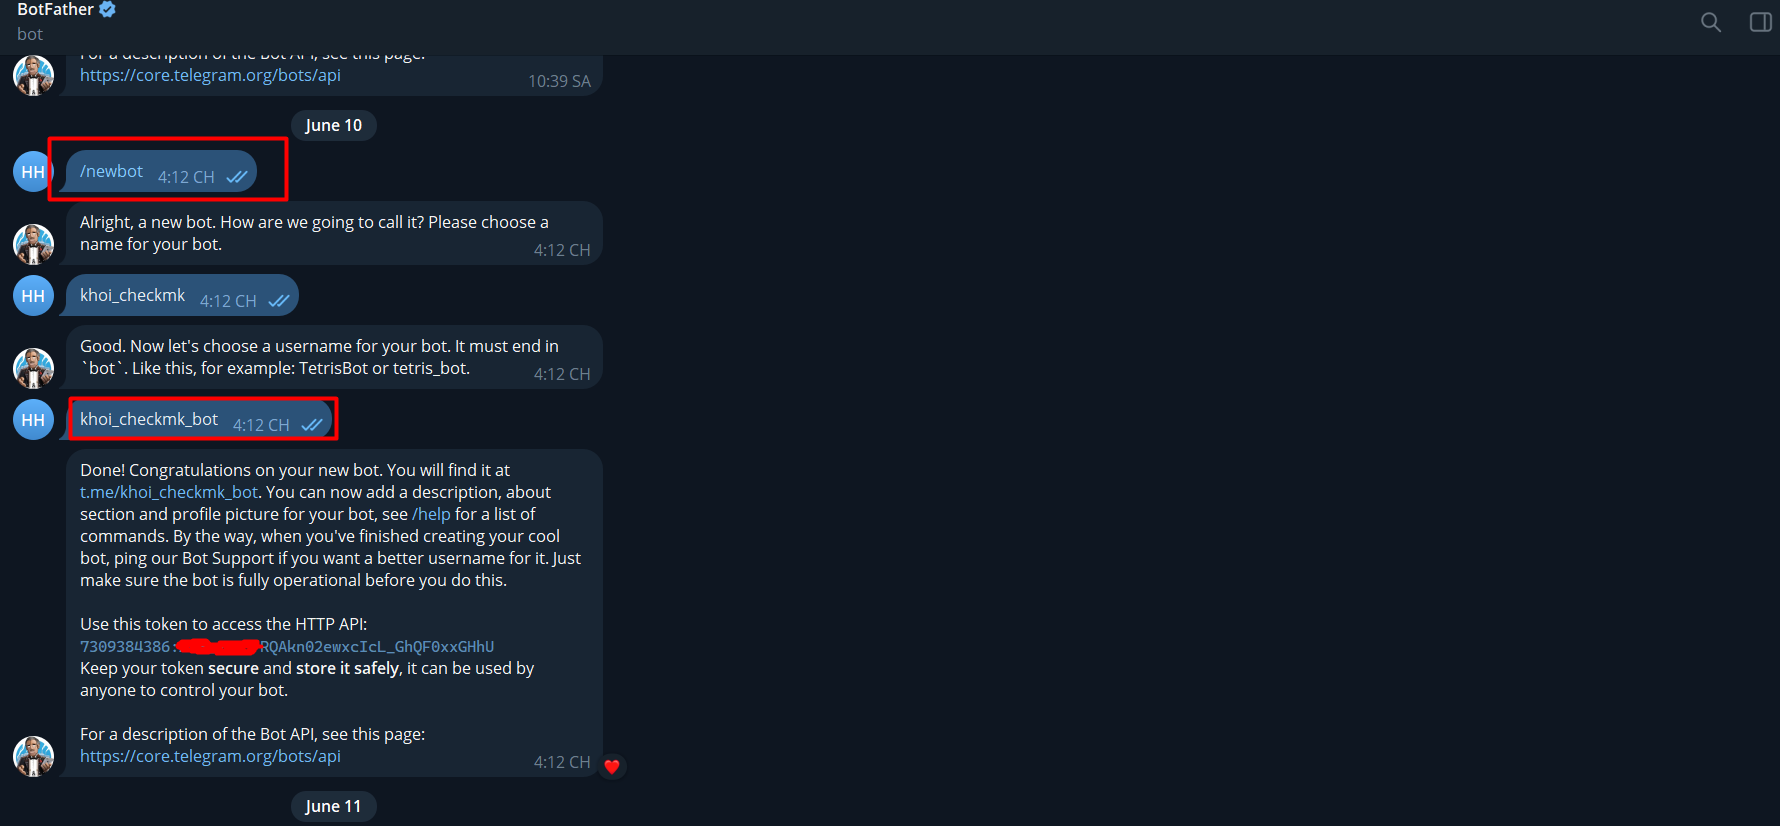 BotFather
bot
For a description of the Bot API, see this page:
https://core.telegram.org/bots/api
10:39 SA
June 10
HH
/newbot 4:12 CH
Alright, a new bot. How are we going to call it? Please choose a
name for your bot.
4:12 CH
HH
khoi_checkmk 4:12 CH
Good. Now let's choose a username for your bot. It must end in
`bot`. Like this, for example: TetrisBot or tetris_bot.
4:12 CH
HH
khoi_checkmk_bot 4:12 CH
Done! Congratulations on your new bot. You will find it at
t.me/khoi_checkmk_bot. You can now add a description, about
section and profile picture for your bot, see /help for a list of
commands. By the way, when you've finished creating your cool
bot, ping our Bot Support if you want a better username for it. Just
make sure the bot is fully operational before you do this.
Use this token to access the HTTP API:
7309384386: RQAkn02ewxcIcL_GhQF0xxGHhU
Keep your token secure and store it safely, it can be used by
anyone to control your bot.
For a description of the Bot API, see this page:
https://core.telegram.org/bots/api
4:12 CH
June 11